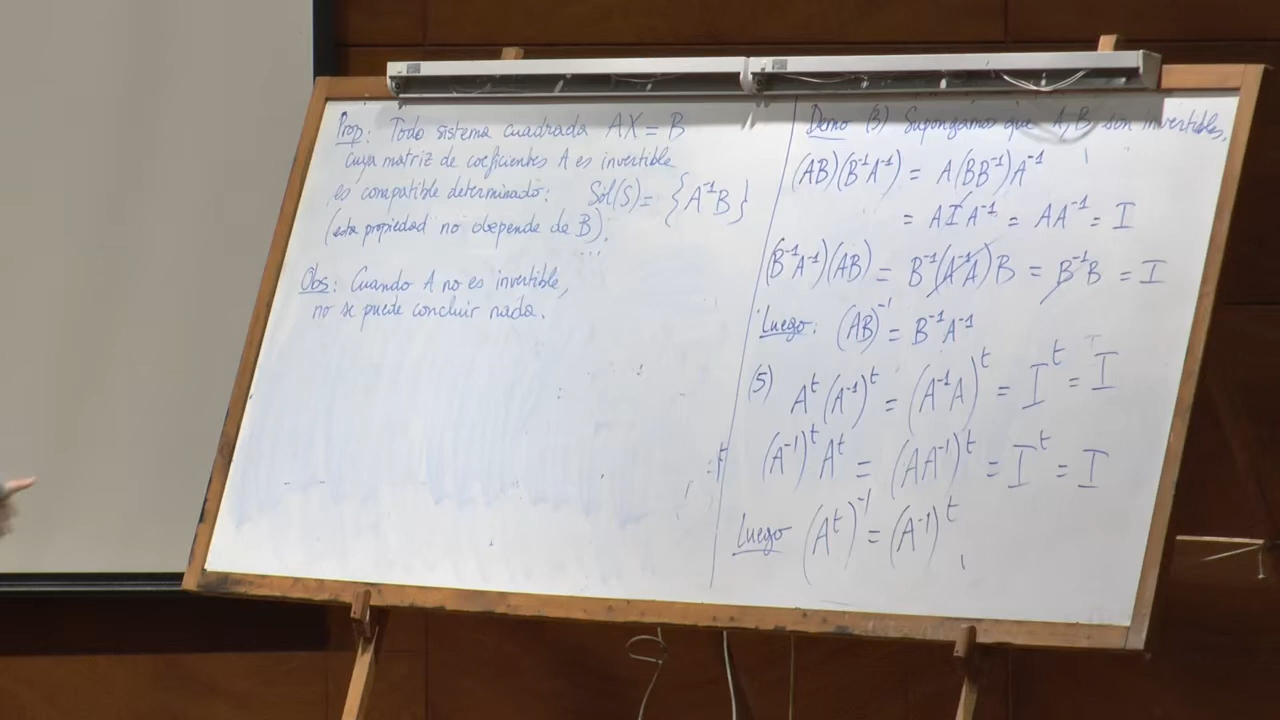 Prop: Todo sistema cuadrada AX = B
cuya matriz de coeficientes A es invertible
es compatible determinado: Sol(S) = {A⁻¹B}
(esta propiedad no depende de B).
Obs: Cuando A no es invertible,
no se puede concluir nada.
Demo (3) Supongamos que A, B son invertibles.
(AB)(B⁻¹A⁻¹) = A(BB⁻¹)A⁻¹
= AIA⁻¹ = AA⁻¹ = I
(B⁻¹A⁻¹)(AB) = B⁻¹(A⁻¹A)B = B⁻¹B = I
Luego: (AB)⁻¹ = B⁻¹A⁻¹
(5) Aᵗ(A⁻¹)ᵗ = (A⁻¹A)ᵗ = Iᵗ = I
(A⁻¹)ᵗAᵗ = (AA⁻¹)ᵗ = Iᵗ = I
Luego (Aᵗ)⁻¹ = (A⁻¹)ᵗ